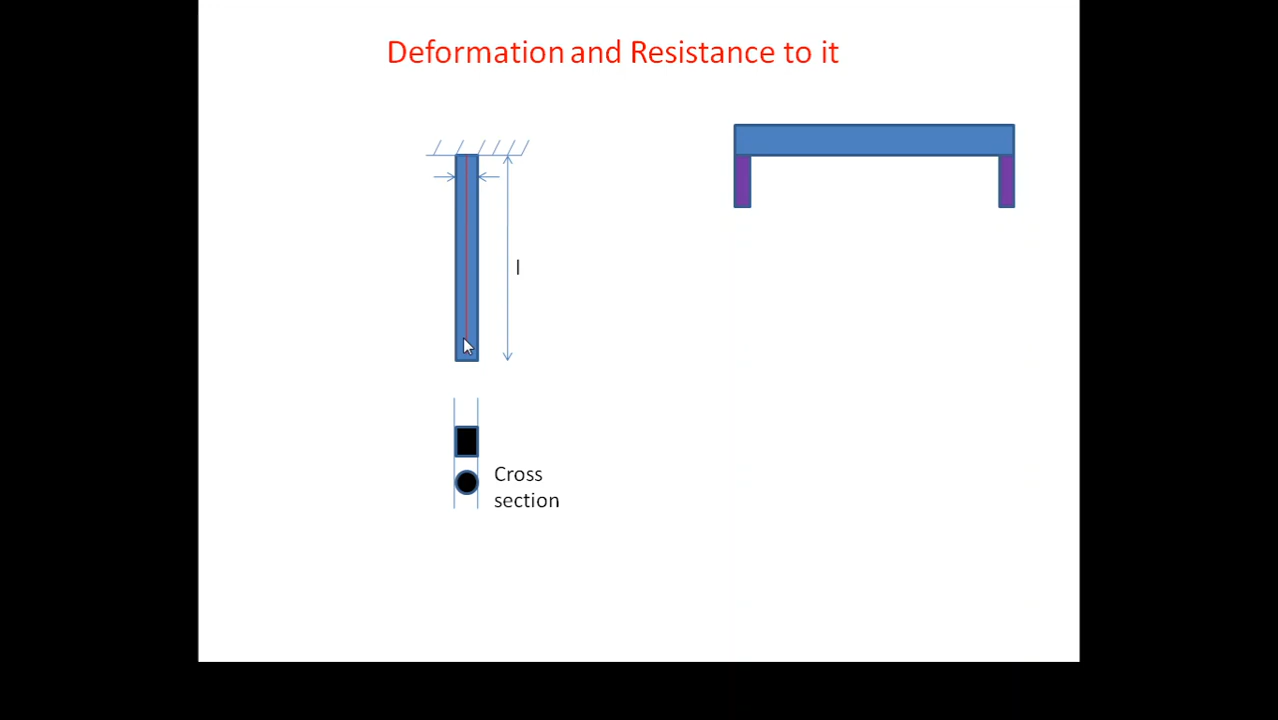 Deformation and Resistance to it
l
Cross
section